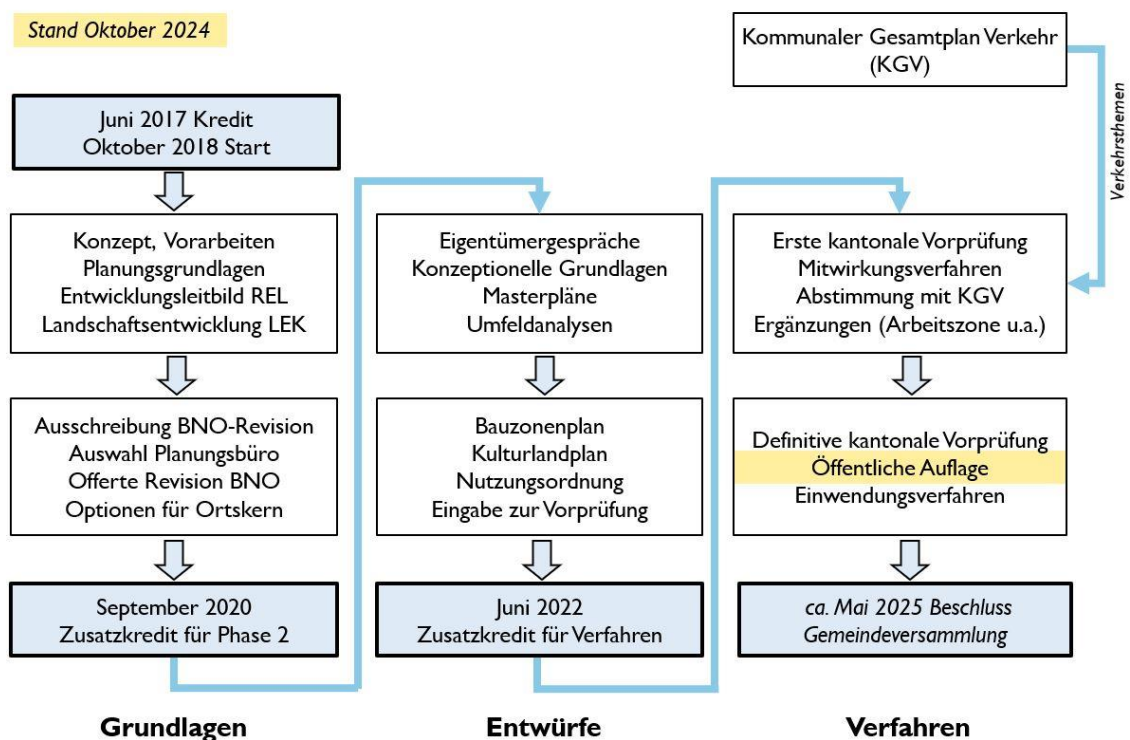 Stand Oktober 2024
Kommunaler Gesamtplan Verkehr
(KGV)
Verkehrsthemen
Juni 2017 Kredit
Oktober 2018 Start
Konzept, Vorarbeiten
Planungsgrundlagen
Entwicklungsleitbild REL
Landschaftsentwicklung LEK
Ausschreibung BNO-Revision
Auswahl Planungsbüro
Offerte Revision BNO
Optionen für Ortskern
September 2020
Zusatzkredit für Phase 2
Grundlagen
Eigentümergespräche
Konzeptionelle Grundlagen
Masterpläne
Umfeldanalysen
Bauzonenplan
Kulturlandplan
Nutzungsordnung
Eingabe zur Vorprüfung
Juni 2022
Zusatzkredit für Verfahren
Entwürfe
Erste kantonale Vorprüfung
Mitwirkungsverfahren
Abstimmung mit KGV
Ergänzungen (Arbeitszone u.a.)
Definitive kantonale Vorprüfung
Öffentliche Auflage
Einwendungsverfahren
ca. Mai 2025 Beschluss
Gemeindeversammlung
Verfahren